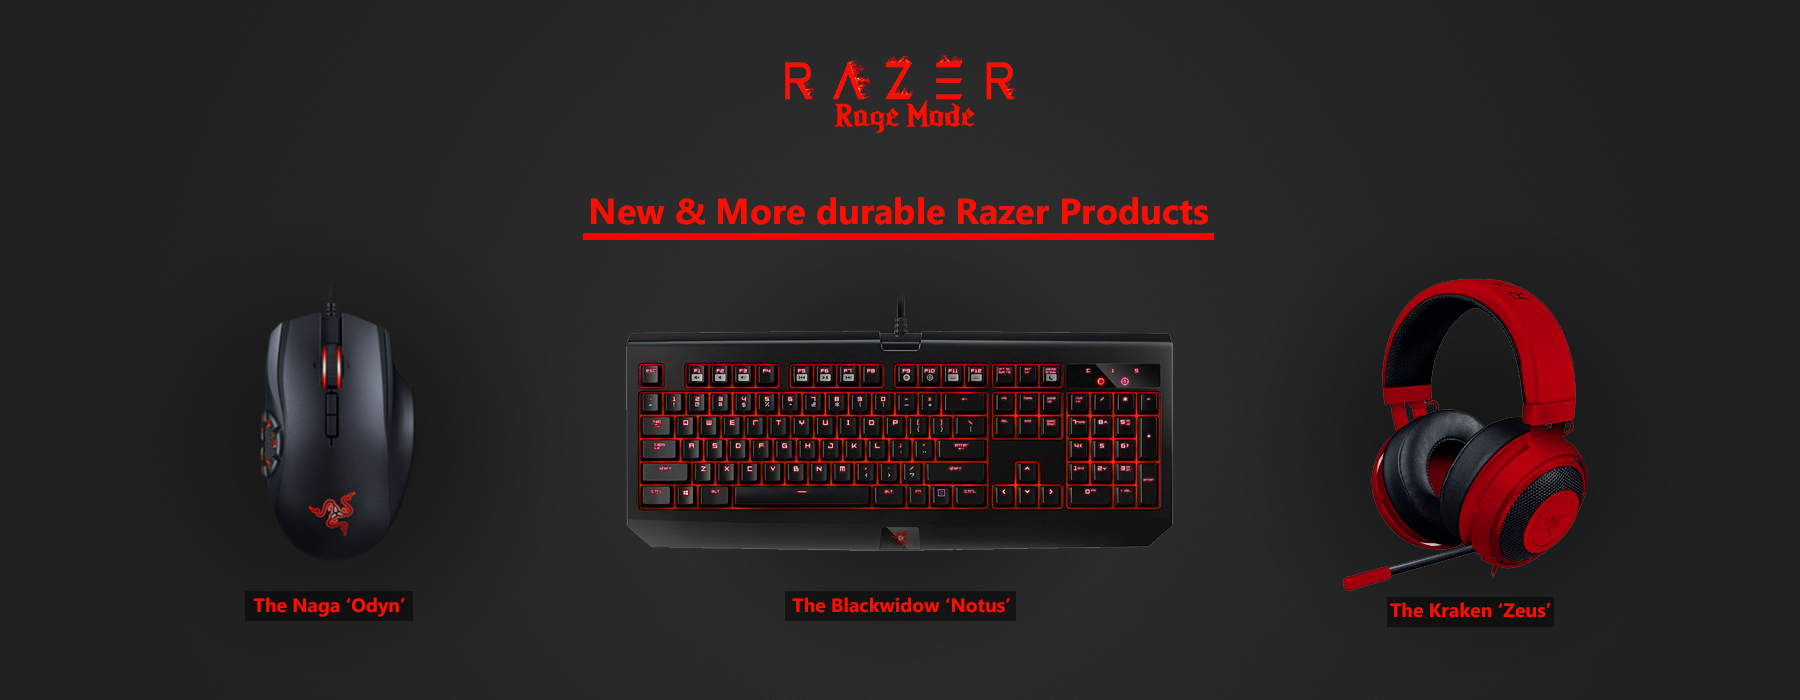 RAZER
Rage Mode
New & More durable Razer Products
The Naga ‘Odyn’
The Blackwidow ‘Notus’
The Kraken ‘Zeus’